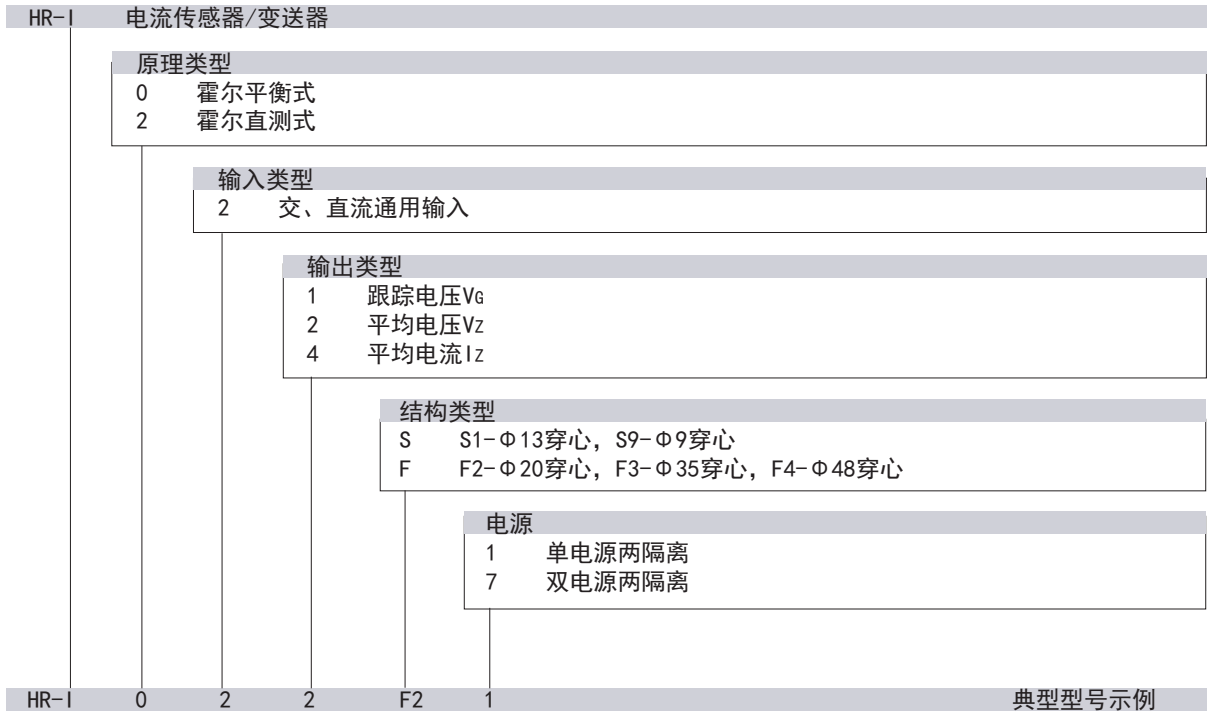 HR-I 电流传感器/变送器
原理类型
0 霍尔平衡式
2 霍尔直测式
输入类型
2 交、直流通用输入
输出类型
1 跟踪电压VG
2 平均电压VZ
4 平均电流IZ
结构类型
S S1-Φ13穿心，S9-Φ9穿心
F F2-Φ20穿心，F3-Φ35穿心，F4-Φ48穿心
电源
1 单电源两隔离
7 双电源两隔离
HR-I 0 2 2 F2 1 典型型号示例